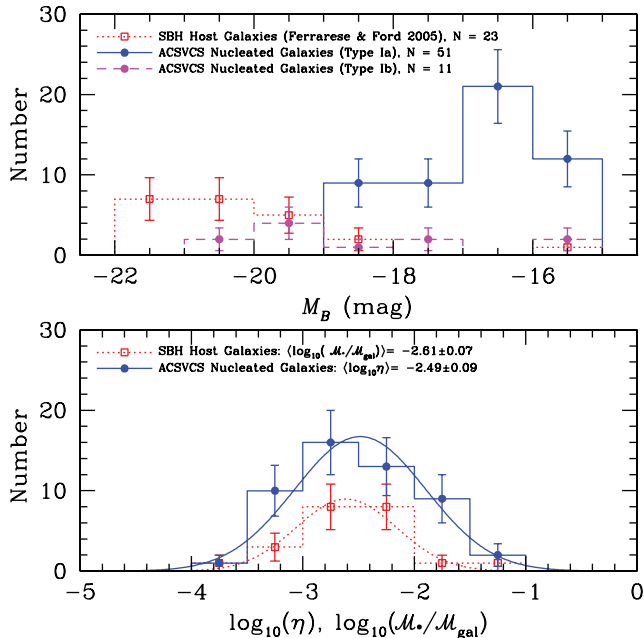 30
SBH Host Galaxies (Ferrarese & Ford 2005), N = 23
ACSVCS Nucleated Galaxies (Type Ia), N = 51
ACSVCS Nucleated Galaxies (Type Ib), N = 11
20
Number
10
0
-22 -20 -18 -16
M_B (mag)
30
SBH Host Galaxies: ⟨log₁₀(ℳ•/ℳ_gal)⟩= -2.61±0.07
ACSVCS Nucleated Galaxies: ⟨log₁₀η⟩= -2.49±0.09
20
Number
10
0
-5 -4 -3 -2 -1 0
log₁₀(η), log₁₀(ℳ•/ℳ_gal)